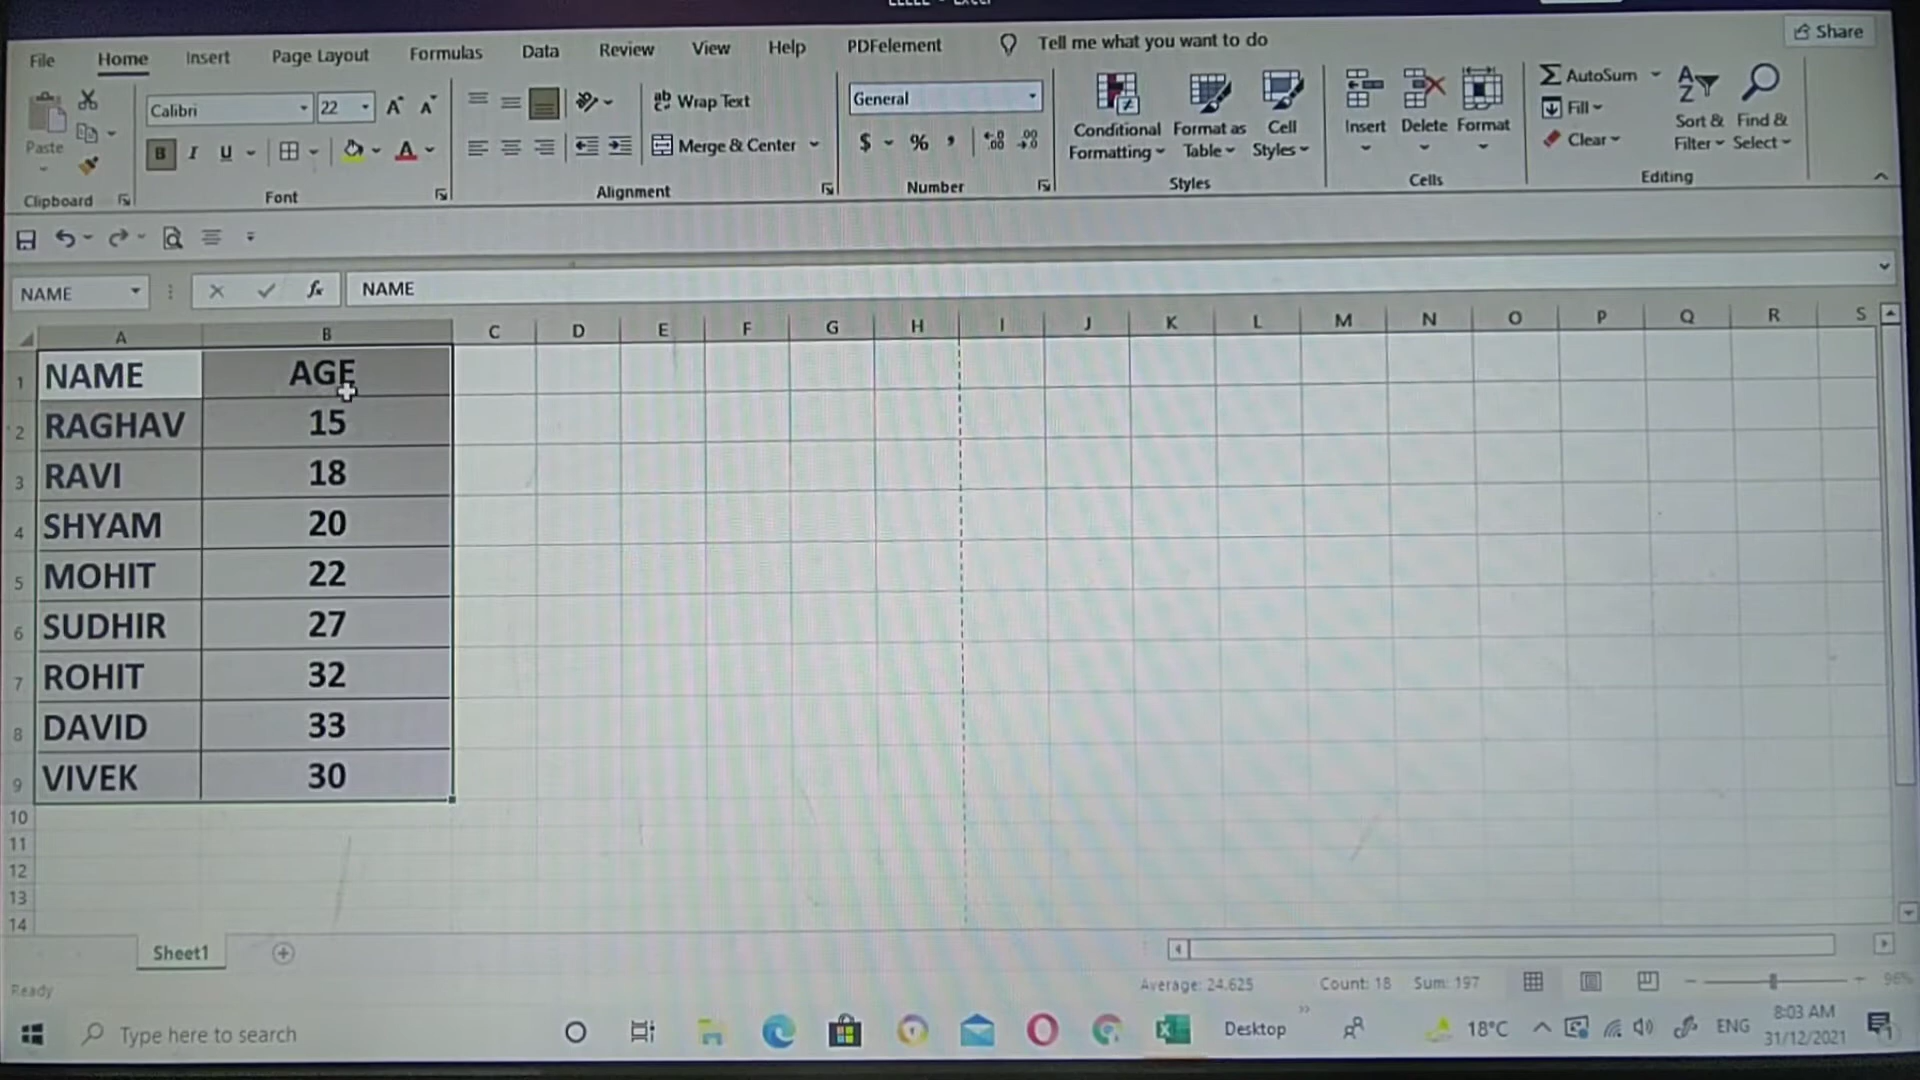 File Home Insert Page Layout Formulas Data Review View Help PDFelement Tell me what you want to do Share
Calibri 22 A A Wrap Text General AutoSum
Paste B I U A Merge & Center $ % , Conditional Formatting Format as Table Cell Styles Insert Delete Format Fill Clear Sort & Filter Find & Select
Clipboard Font Alignment Number Styles Cells Editing
NAME fx NAME
A B C D E F G H I J K L M N O P Q R S
1 NAME AGE
2 RAGHAV 15
3 RAVI 18
4 SHYAM 20
5 MOHIT 22
6 SUDHIR 27
7 ROHIT 32
8 DAVID 33
9 VIVEK 30
10
11
12
13
14
Sheet1
Ready Average: 24.625 Count: 18 Sum: 197 96%
Type here to search Desktop 18°C ENG 8:03 AM
31/12/2021